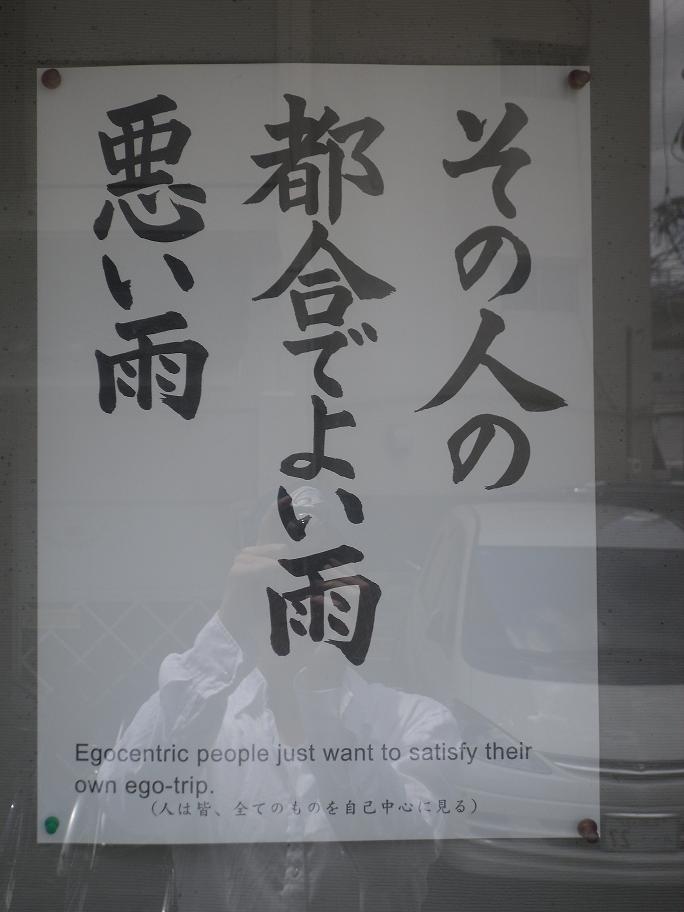 その人の
都合でよい雨
悪い雨
Egocentric people just want to satisfy their
own ego-trip.
（人は皆、全てのものを自己中心に見る）